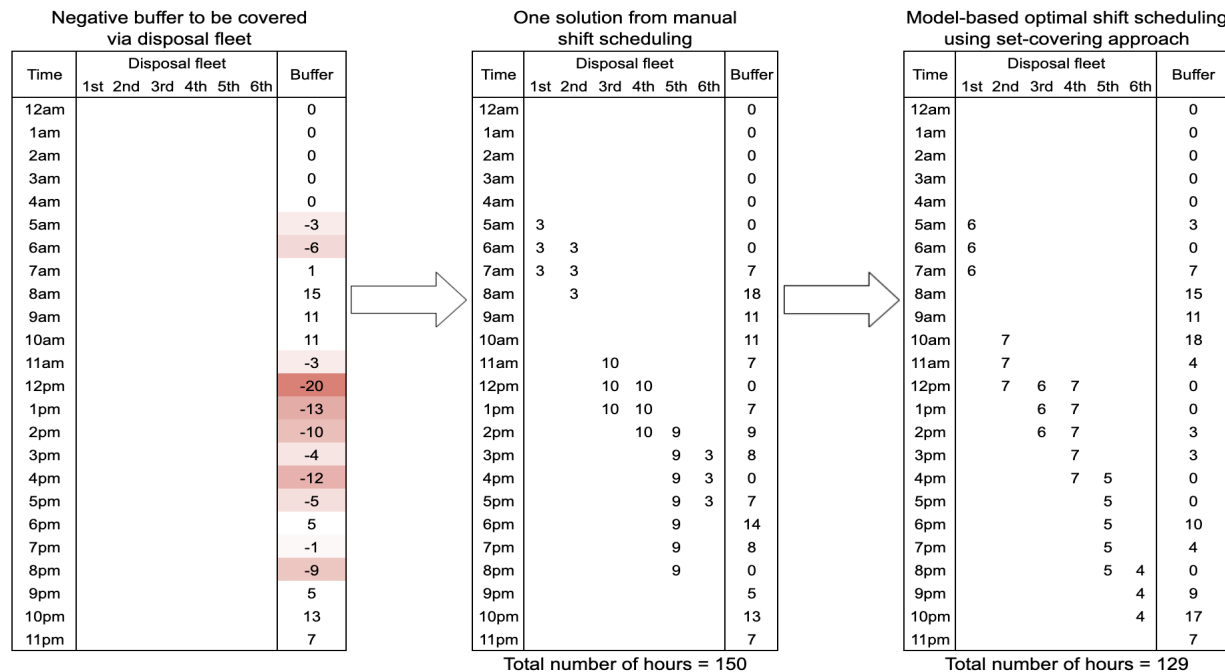 Negative buffer to be covered
via disposal fleet
Time Disposal fleet Buffer
1st 2nd 3rd 4th 5th 6th
12am 0
1am 0
2am 0
3am 0
4am 0
5am -3
6am -6
7am 1
8am 15
9am 11
10am 11
11am -3
12pm -20
1pm -13
2pm -10
3pm -4
4pm -12
5pm -5
6pm 5
7pm -1
8pm -9
9pm 5
10pm 13
11pm 7
One solution from manual
shift scheduling
Time Disposal fleet Buffer
1st 2nd 3rd 4th 5th 6th
12am 0
1am 0
2am 0
3am 0
4am 0
5am 3 0
6am 3 3 0
7am 3 3 7
8am 3 18
9am 11
10am 11
11am 10 7
12pm 10 10 0
1pm 10 10 7
2pm 10 9 9
3pm 9 3 8
4pm 9 3 0
5pm 9 3 7
6pm 9 14
7pm 9 8
8pm 9 0
9pm 5
10pm 13
11pm 7
Total number of hours = 150
Model-based optimal shift scheduling
using set-covering approach
Time Disposal fleet Buffer
1st 2nd 3rd 4th 5th 6th
12am 0
1am 0
2am 0
3am 0
4am 0
5am 6 3
6am 6 0
7am 6 7
8am 15
9am 11
10am 7 18
11am 7 4
12pm 7 6 7 0
1pm 6 7 0
2pm 6 7 3
3pm 7 3
4pm 7 5 0
5pm 5 0
6pm 5 10
7pm 5 4
8pm 5 4 0
9pm 4 9
10pm 4 17
11pm 7
Total number of hours = 129